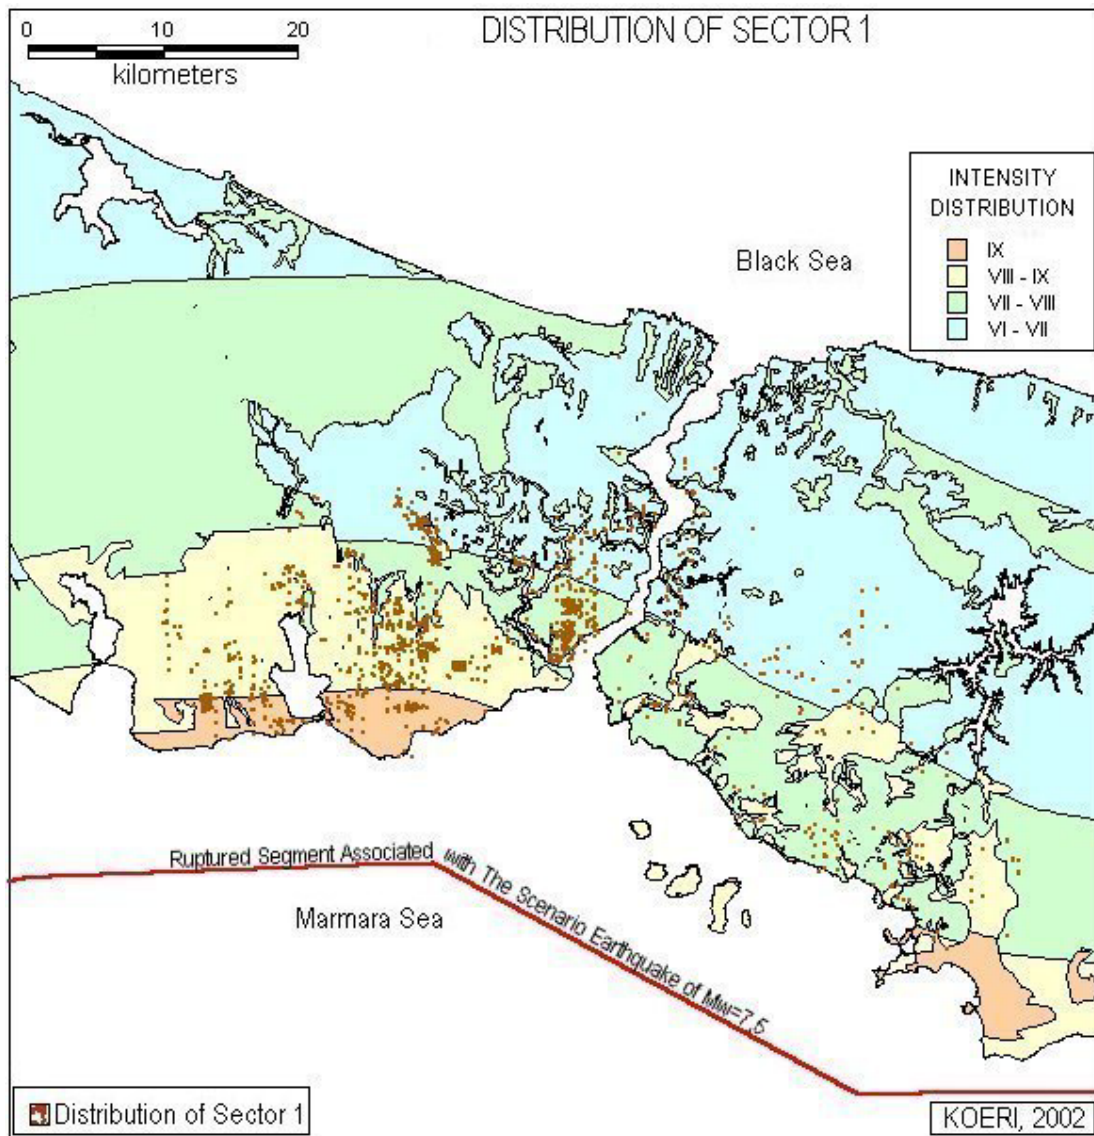 DISTRIBUTION OF SECTOR 1
0 10 20
kilometers
INTENSITY
DISTRIBUTION
IX
VIII - IX
VII - VIII
VI - VII
Black Sea
Ruptured Segment Associated with The Scenario Earthquake of Mw=7.5
Marmara Sea
Distribution of Sector 1
KOERI, 2002